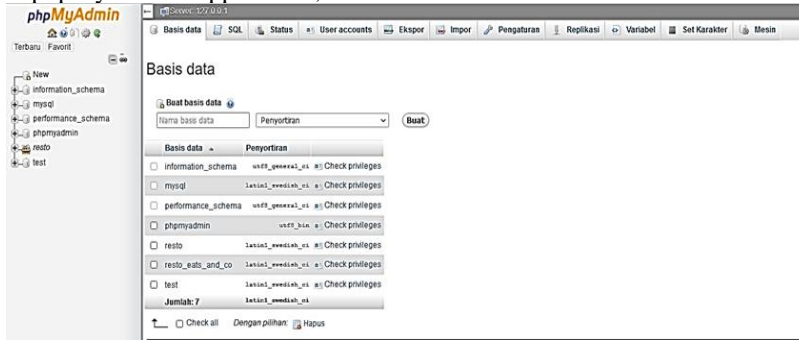 phpMyAdmin
Terbaru Favorit
New
information_schema
mysql
performance_schema
phpmyadmin
resto
test
Server: 127.0.0.1
Basis data SQL Status User accounts Ekspor Impor Pengaturan Replikasi Variabel Set Karakter Mesin
Basis data
Buat basis data
Nama basis data Penyortiran Buat
Basis data Penyortiran
information_schema utf8_general_ci Check privileges
mysql latin1_swedish_ci Check privileges
performance_schema utf8_general_ci Check privileges
phpmyadmin utf8_bin Check privileges
resto latin1_swedish_ci Check privileges
resto_eats_and_co latin1_swedish_ci Check privileges
test latin1_swedish_ci Check privileges
Jumlah: 7 latin1_swedish_ci
Check all Dengan pilihan: Hapus